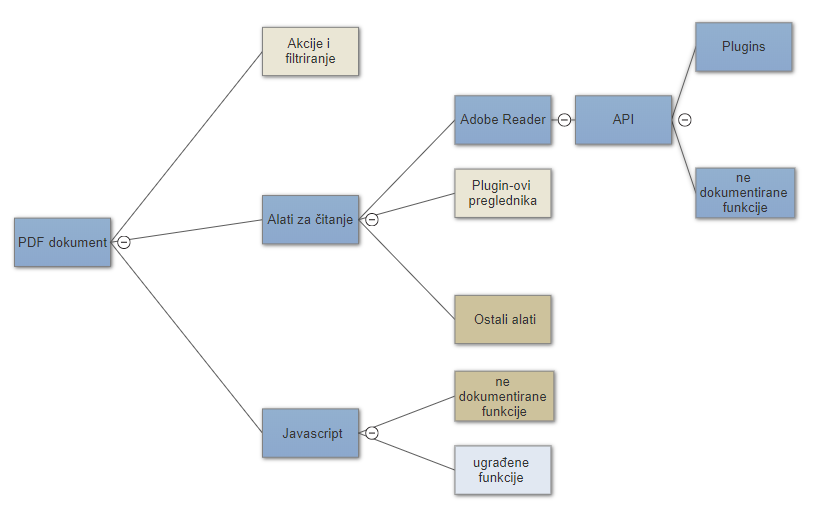 PDF dokument
Akcije i
filtriranje
Alati za čitanje
Javascript
Adobe Reader
Plugin-ovi
preglednika
Ostali alati
ne
dokumentirane
funkcije
ugrađene
funkcije
API
Plugins
ne
dokumentirane
funkcije